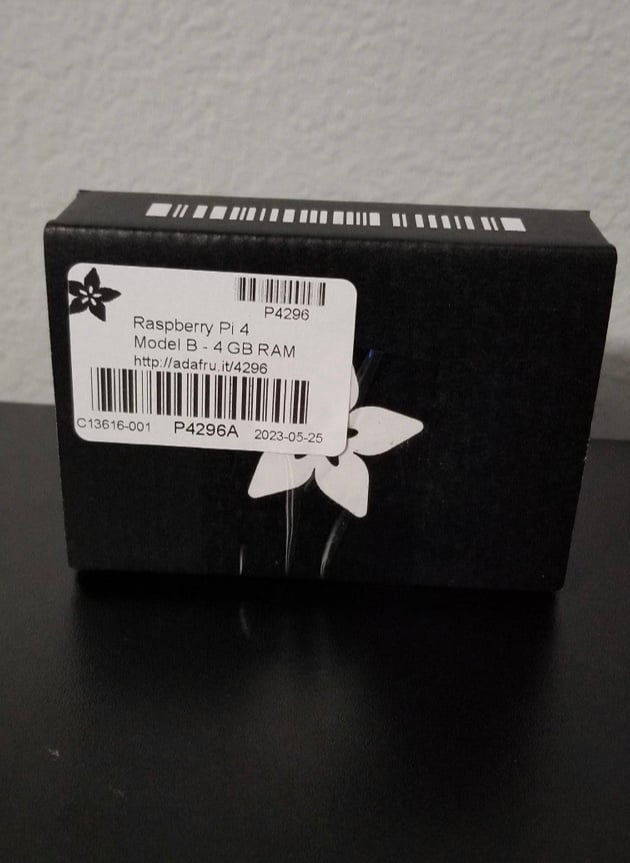 P4296
Raspberry Pi 4
Model B - 4 GB RAM
http://adafru.it/4296
C13616-001 P4296A 2023-05-25